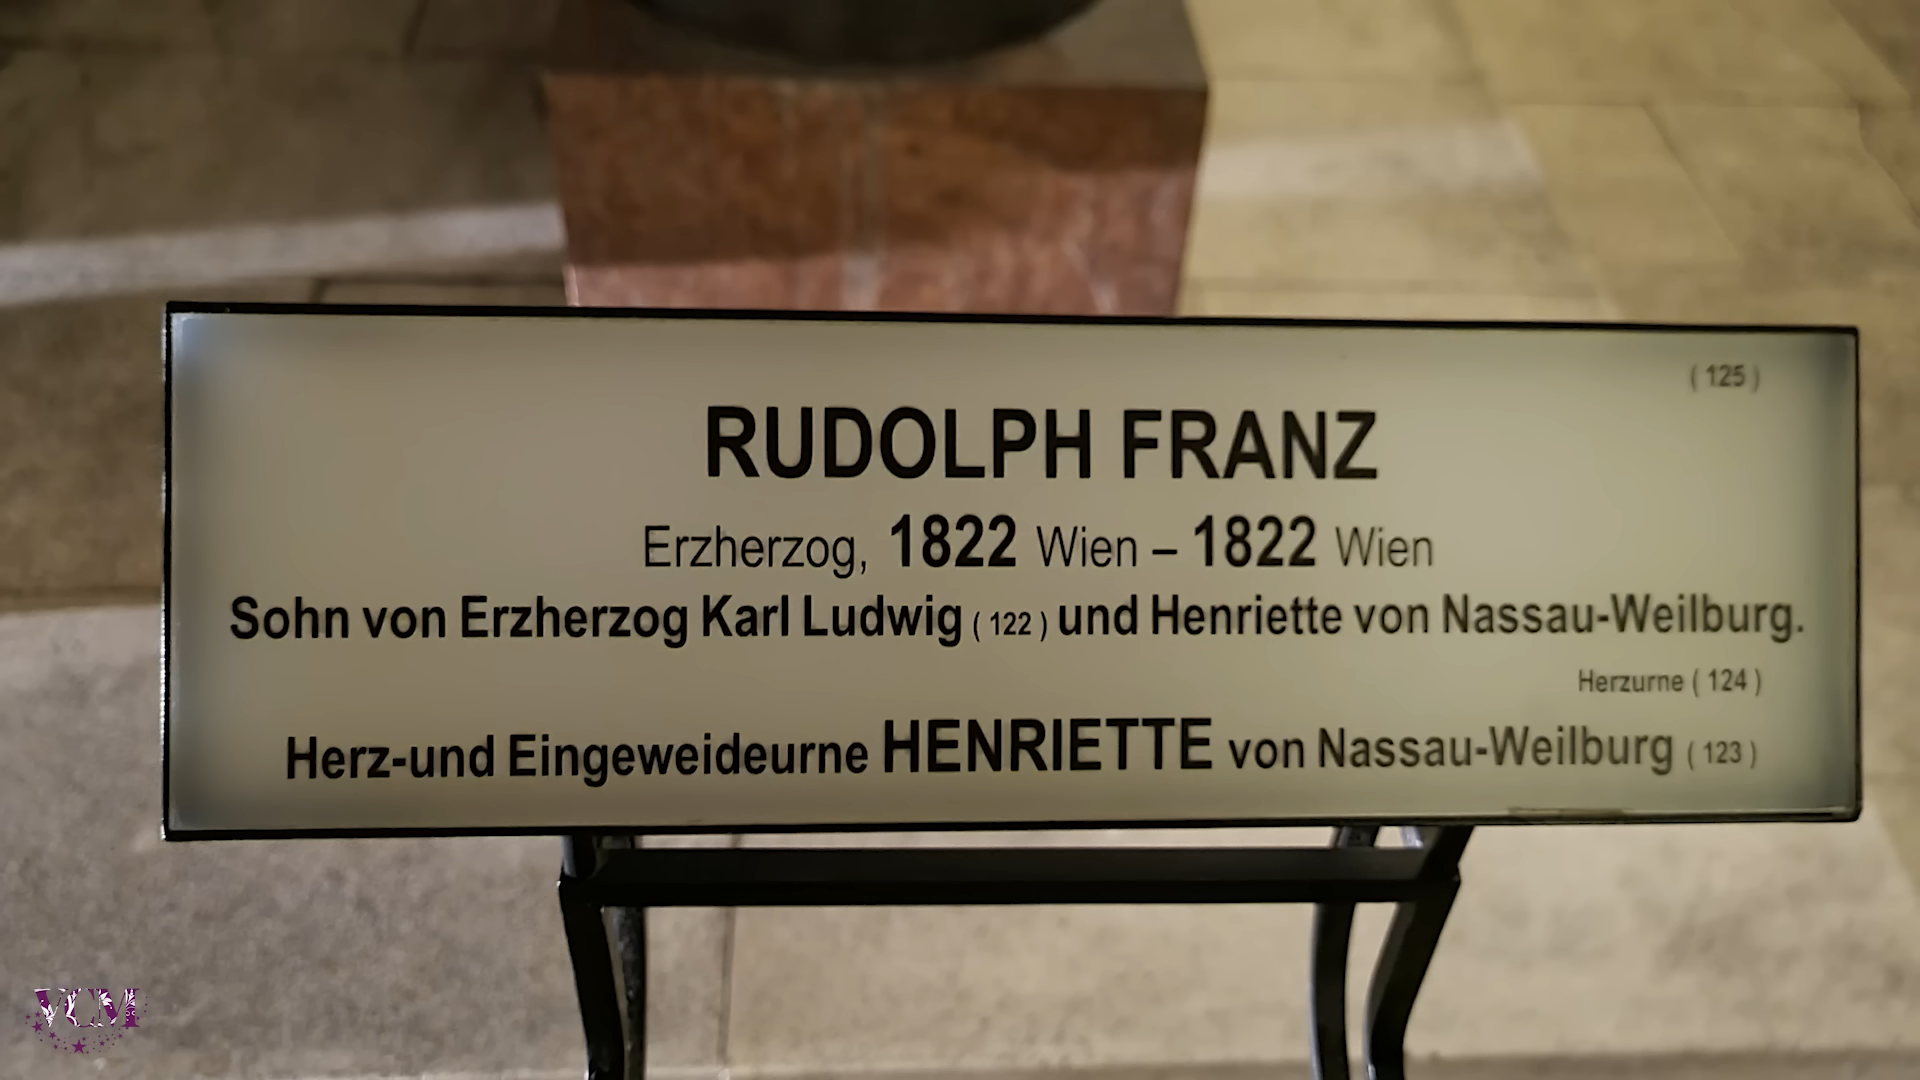 ( 125 )
RUDOLPH FRANZ
Erzherzog, 1822 Wien – 1822 Wien
Sohn von Erzherzog Karl Ludwig ( 122 ) und Henriette von Nassau-Weilburg.
Herzurne ( 124 )
Herz-und Eingeweideurne HENRIETTE von Nassau-Weilburg ( 123 )
VCM